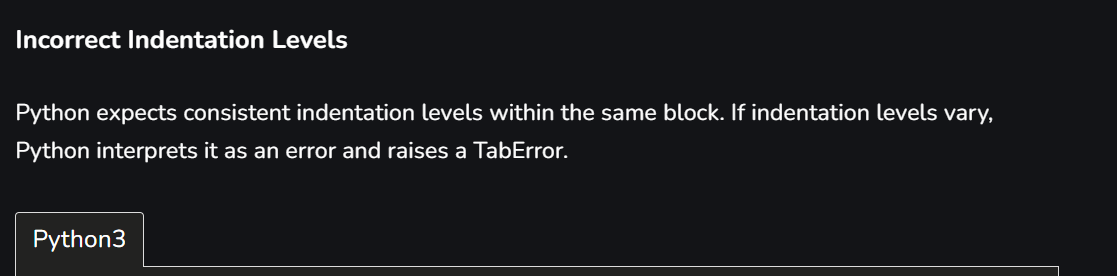 Incorrect Indentation Levels
Python expects consistent indentation levels within the same block. If indentation levels vary,
Python interprets it as an error and raises a TabError.
Python3